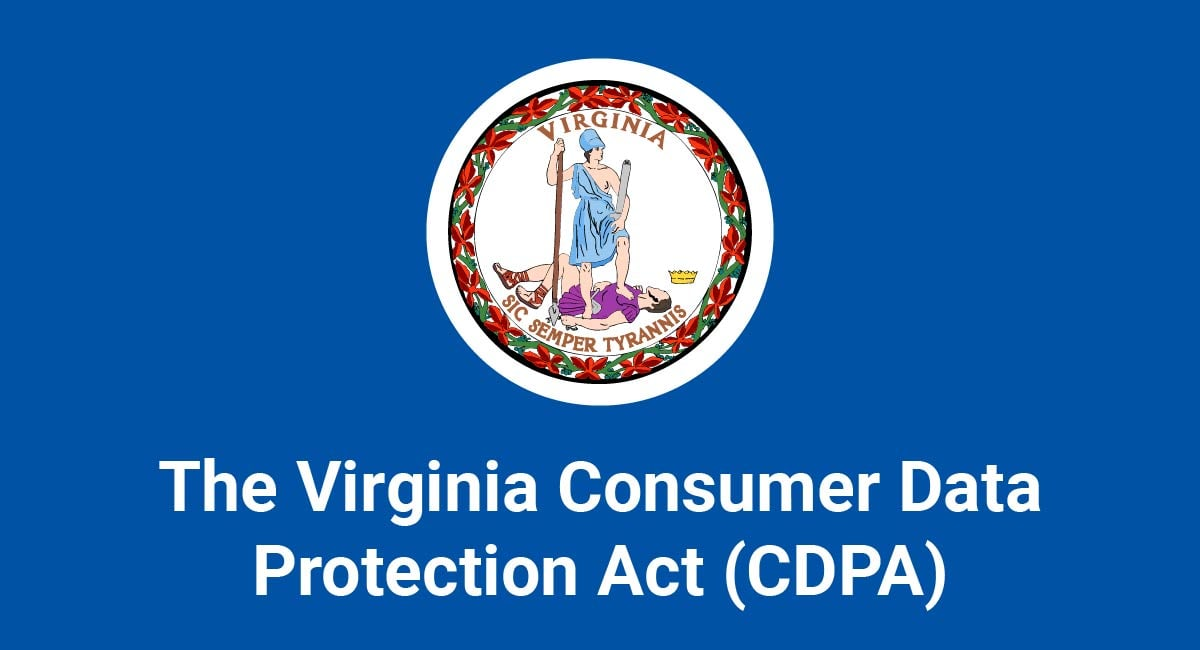 VIRGINIA
SIC SEMPER TYRANNIS
The Virginia Consumer Data
Protection Act (CDPA)